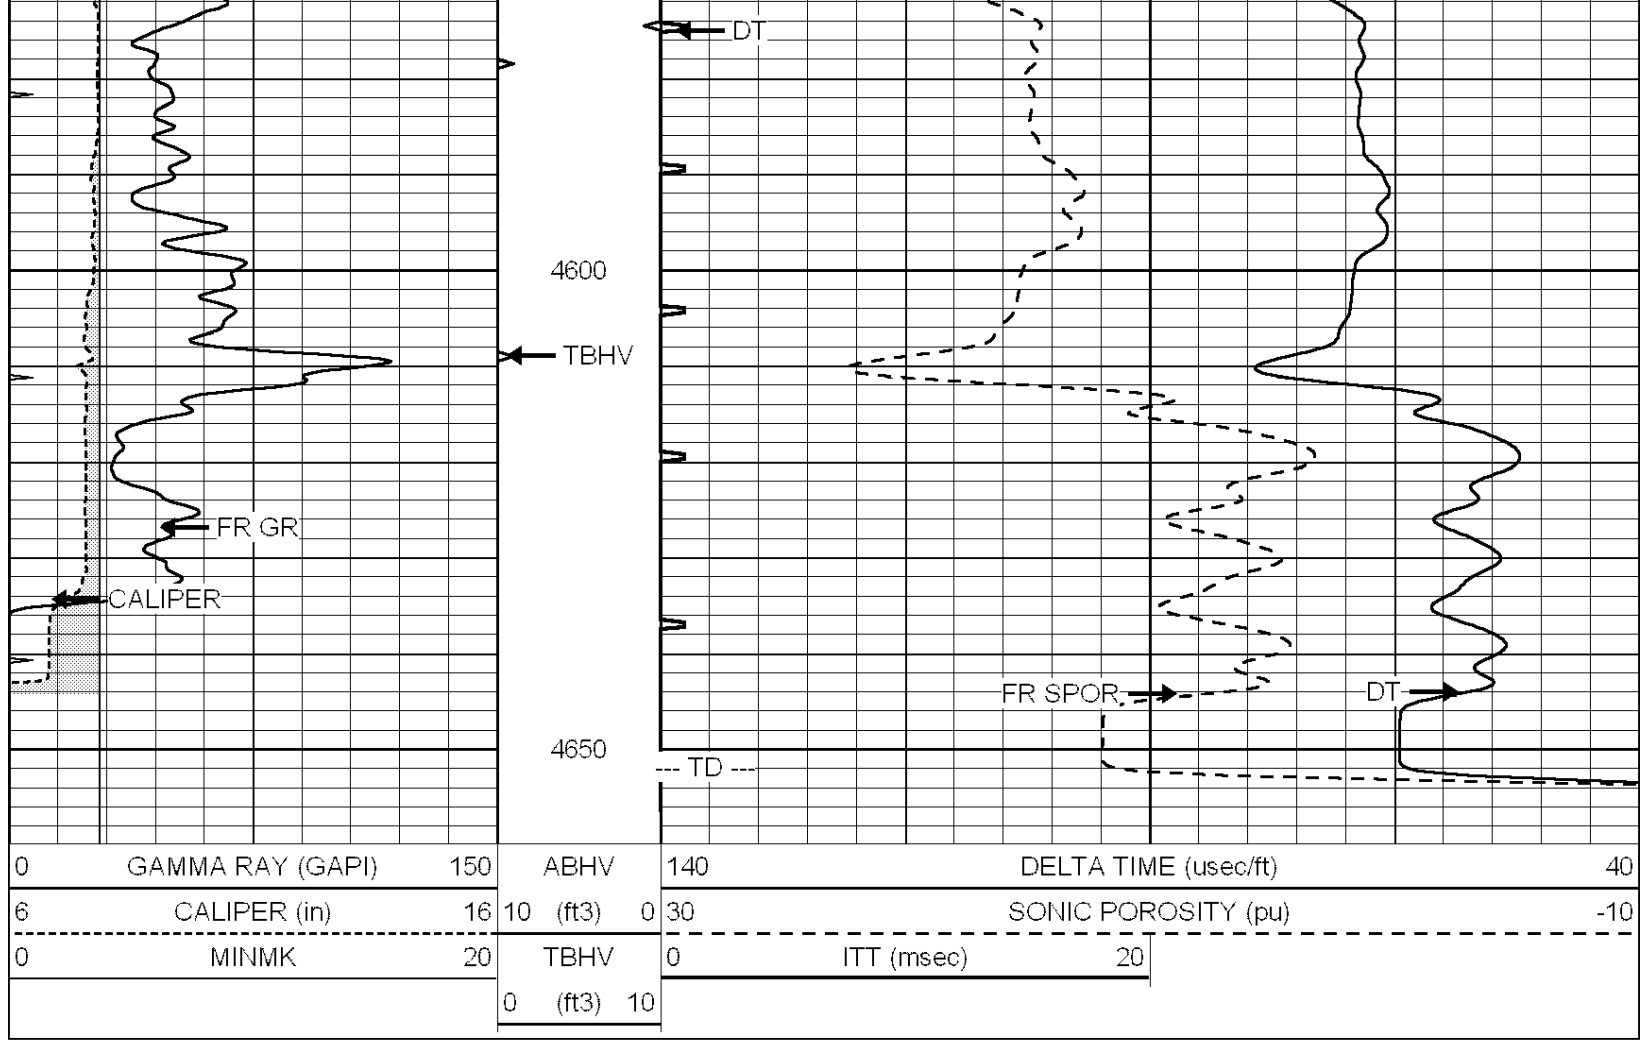 DT
4600
TBHV
FR GR
CALIPER
FR SPOR
DT
4650
--- TD ---
0 GAMMA RAY (GAPI) 150 ABHV 140 DELTA TIME (usec/ft) 40
6 CALIPER (in) 16 10 (ft3) 0 30 SONIC POROSITY (pu) -10
0 MINMK 20 TBHV 0 ITT (msec) 20
0 (ft3) 10